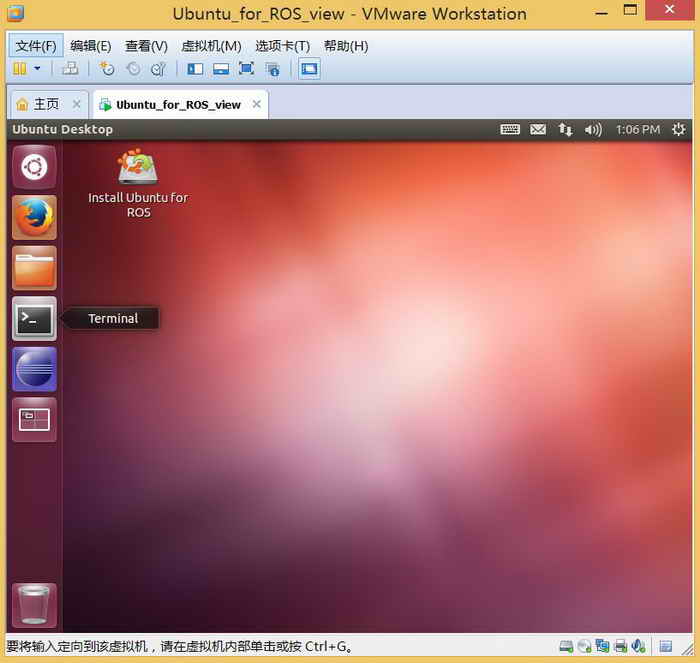 Ubuntu_for_ROS_view - VMware Workstation
文件(F) 编辑(E) 查看(V) 虚拟机(M) 选项卡(T) 帮助(H)
主页 Ubuntu_for_ROS_view
Ubuntu Desktop 1:06 PM
Install Ubuntu for
ROS
>_
Terminal
要将输入定向到该虚拟机，请在虚拟机内部单击或按 Ctrl+G。